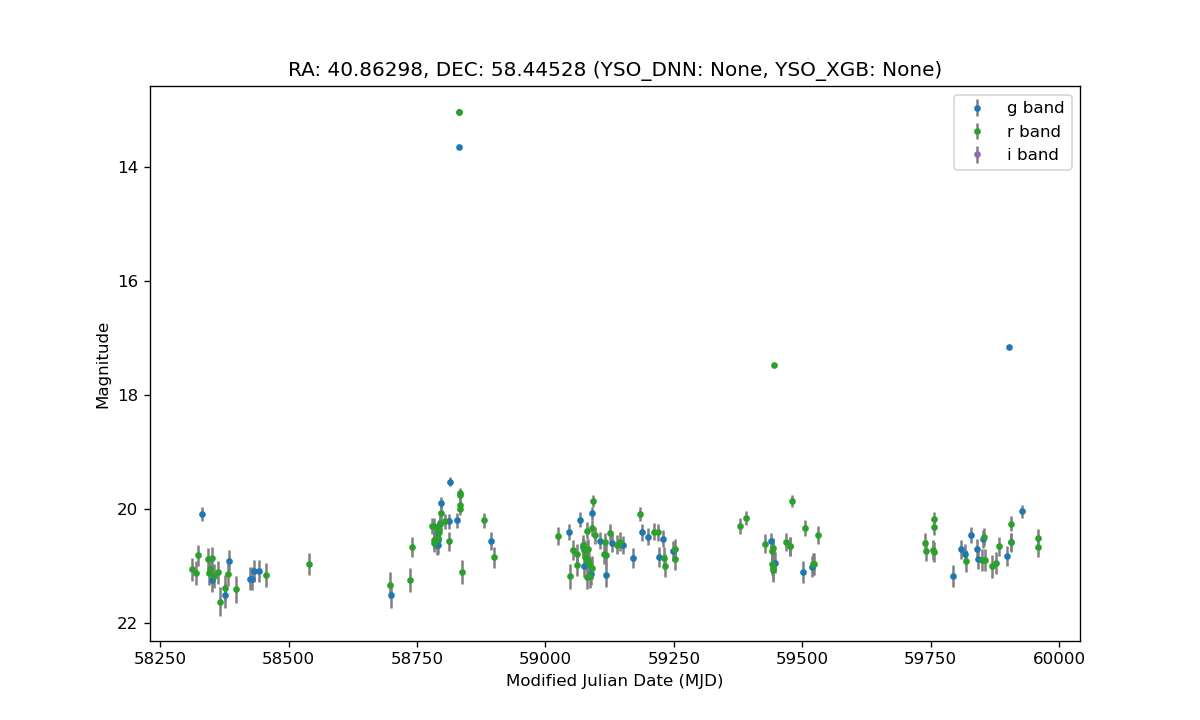 RA: 40.86298, DEC: 58.44528 (YSO_DNN: None, YSO_XGB: None)
g band
r band
i band
14
16
18
20
22
Magnitude
58250 58500 58750 59000 59250 59500 59750 60000
Modified Julian Date (MJD)